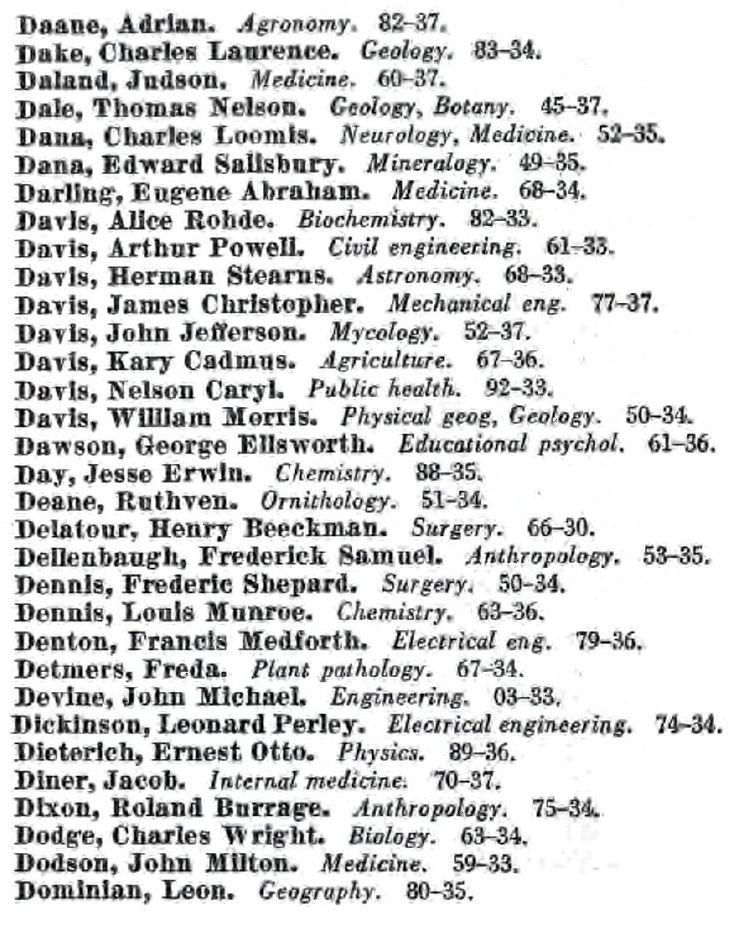 Daane, Adrian. Agronomy. 82–37.
Dake, Charles Laurence. Geology. 83–34.
Daland, Judson. Medicine. 60–37.
Dale, Thomas Nelson. Geology, Botany. 45–37.
Dana, Charles Loomis. Neurology, Medicine. 52–35.
Dana, Edward Salisbury. Mineralogy. 49–35.
Darling, Eugene Abraham. Medicine. 68–34.
Davis, Alice Rohde. Biochemistry. 82–33.
Davis, Arthur Powell. Civil engineering. 61–33.
Davis, Herman Stearns. Astronomy. 68–33.
Davis, James Christopher. Mechanical eng. 77–37.
Davis, John Jefferson. Mycology. 52–37.
Davis, Kary Cadmus. Agriculture. 67–36.
Davis, Nelson Caryl. Public health. 92–33.
Davis, William Morris. Physical geog, Geology. 50–34.
Dawson, George Ellsworth. Educational psychol. 61–36.
Day, Jesse Erwin. Chemistry. 88–35.
Deane, Ruthven. Ornithology. 51–34.
Delatour, Henry Beeckman. Surgery. 66–30.
Dellenbaugh, Frederick Samuel. Anthropology. 53–35.
Dennis, Frederic Shepard. Surgery. 50–34.
Dennis, Louis Munroe. Chemistry. 63–36.
Denton, Francis Medforth. Electrical eng. 79–36.
Detmers, Freda. Plant pathology. 67–34.
Devine, John Michael. Engineering. 03–33.
Dickinson, Leonard Perley. Electrical engineering. 74–34.
Dieterich, Ernest Otto. Physics. 89–36.
Diner, Jacob. Internal medicine. 70–37.
Dixon, Roland Burrage. Anthropology. 75–34.
Dodge, Charles Wright. Biology. 63–34.
Dodson, John Milton. Medicine. 59–33.
Dominian, Leon. Geography. 80–35.